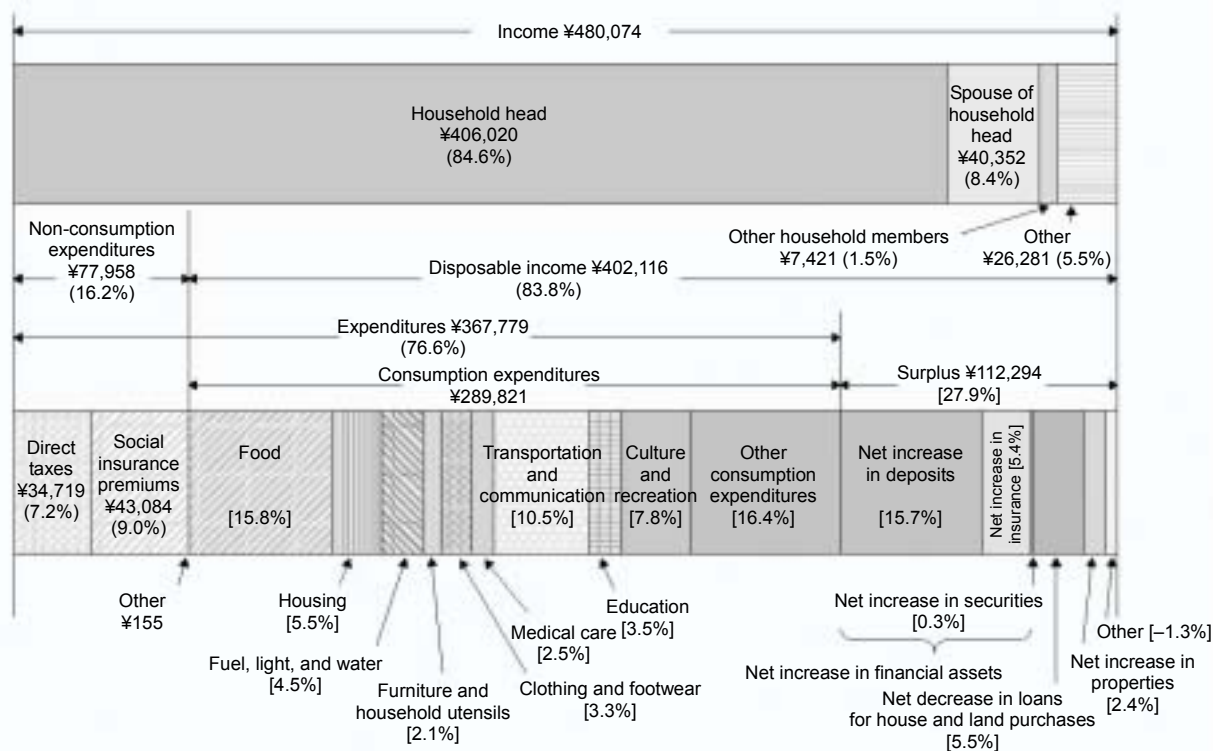 Income ¥480,074
Household head
¥406,020
(84.6%)
Spouse of
household
head
¥40,352
(8.4%)
Other household members
¥7,421 (1.5%)
Other
¥26,281 (5.5%)
Non-consumption
expenditures
¥77,958
(16.2%)
Disposable income ¥402,116
(83.8%)
Expenditures ¥367,779
(76.6%)
Consumption expenditures
¥289,821
Surplus ¥112,294
[27.9%]
Direct
taxes
¥34,719
(7.2%)
Social
insurance
premiums
¥43,084
(9.0%)
Food
[15.8%]
Transportation
and
communication
[10.5%]
Culture
and
recreation
[7.8%]
Other
consumption
expenditures
[16.4%]
Net increase
in deposits
[15.7%]
Net increase in
insurance [5.4%]
Other
¥155
Housing
[5.5%]
Fuel, light, and water
[4.5%]
Furniture and
household utensils
[2.1%]
Clothing and footwear
[3.3%]
Medical care
[2.5%]
Education
[3.5%]
Net increase in securities
[0.3%]
Net increase in financial assets
Net decrease in loans
for house and land purchases
[5.5%]
Other [–1.3%]
Net increase in
properties
[2.4%]